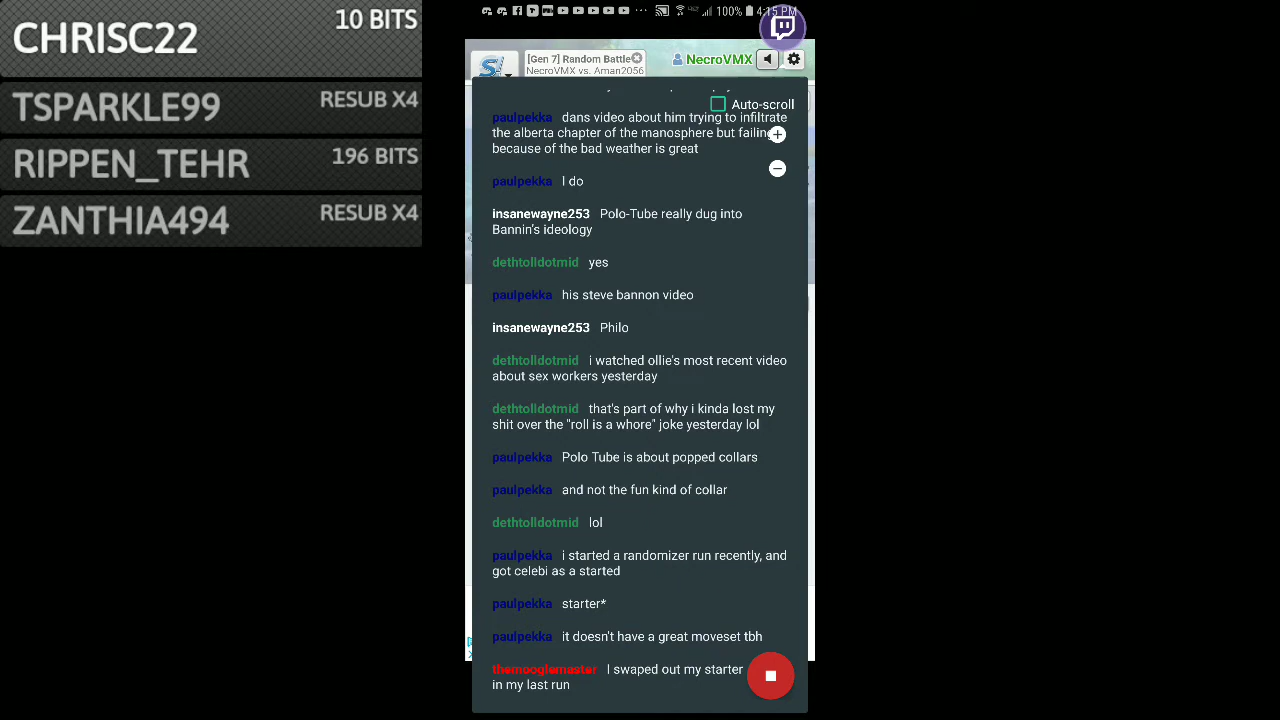 CHRISC22
10 BITS
TSPARKLE99
RESUB X4
RIPPEN_TEHR
196 BITS
ZANTHIA494
RESUB X4
100% 4:15 PM
[Gen 7] Random Battle
NecroVMX vs. Aman2056
NecroVMX
Auto-scroll
paulpekka dans video about him trying to infiltrate
the alberta chapter of the manosphere but failing
because of the bad weather is great
paulpekka I do
insanewayne253 Polo-Tube really dug into
Bannin's ideology
dethtolldotmid yes
paulpekka his steve bannon video
insanewayne253 Philo
dethtolldotmid i watched ollie's most recent video
about sex workers yesterday
dethtolldotmid that's part of why i kinda lost my
shit over the "roll is a whore" joke yesterday lol
paulpekka Polo Tube is about popped collars
paulpekka and not the fun kind of collar
dethtolldotmid lol
paulpekka i started a randomizer run recently, and
got celebi as a started
paulpekka starter*
paulpekka it doesn't have a great moveset tbh
themooglemaster I swaped out my starter
in my last run